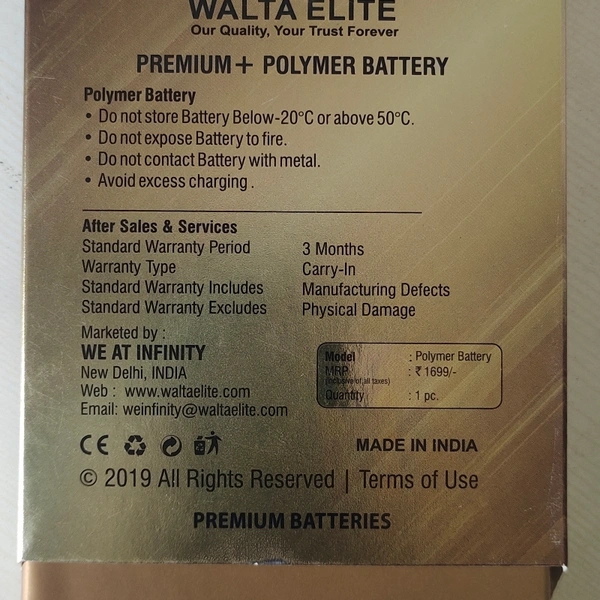 WALTA ELITE
Our Quality, Your Trust Forever
PREMIUM+ POLYMER BATTERY
Polymer Battery
• Do not store Battery Below-20°C or above 50°C.
• Do not expose Battery to fire.
• Do not contact Battery with metal.
• Avoid excess charging .
After Sales & Services
Standard Warranty Period 3 Months
Warranty Type Carry-In
Standard Warranty Includes Manufacturing Defects
Standard Warranty Excludes Physical Damage
Marketed by :
WE AT INFINITY
New Delhi, INDIA
Web : www.waltaelite.com
Email: weinfinity@waltaelite.com
Model : Polymer Battery
MRP : ₹ 1699/-
(inclusive of all taxes)
Quantity : 1 pc.
CE
MADE IN INDIA
© 2019 All Rights Reserved | Terms of Use
PREMIUM BATTERIES